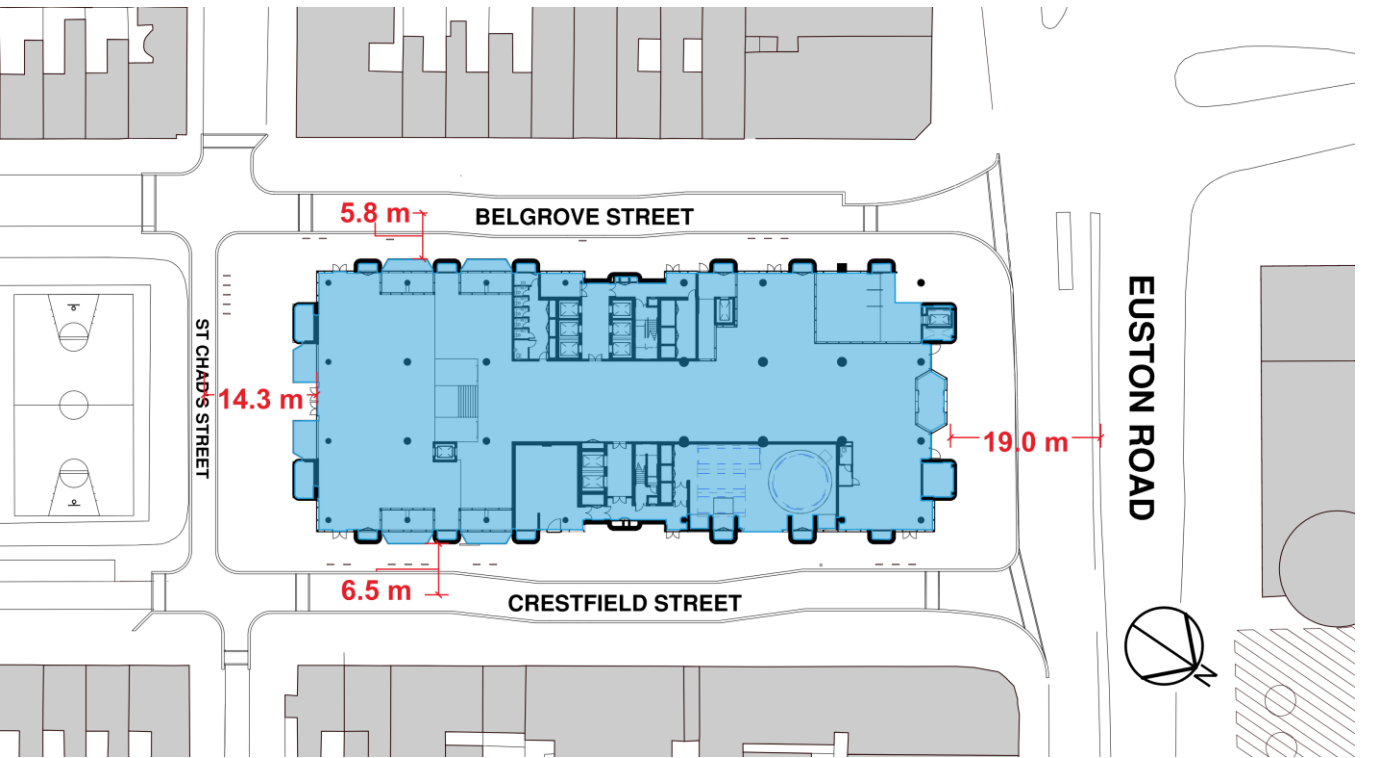 5.8 m
BELGROVE STREET
EUSTON ROAD
ST CHAD'S STREET
14.3 m
19.0 m
6.5 m
CRESTFIELD STREET
N